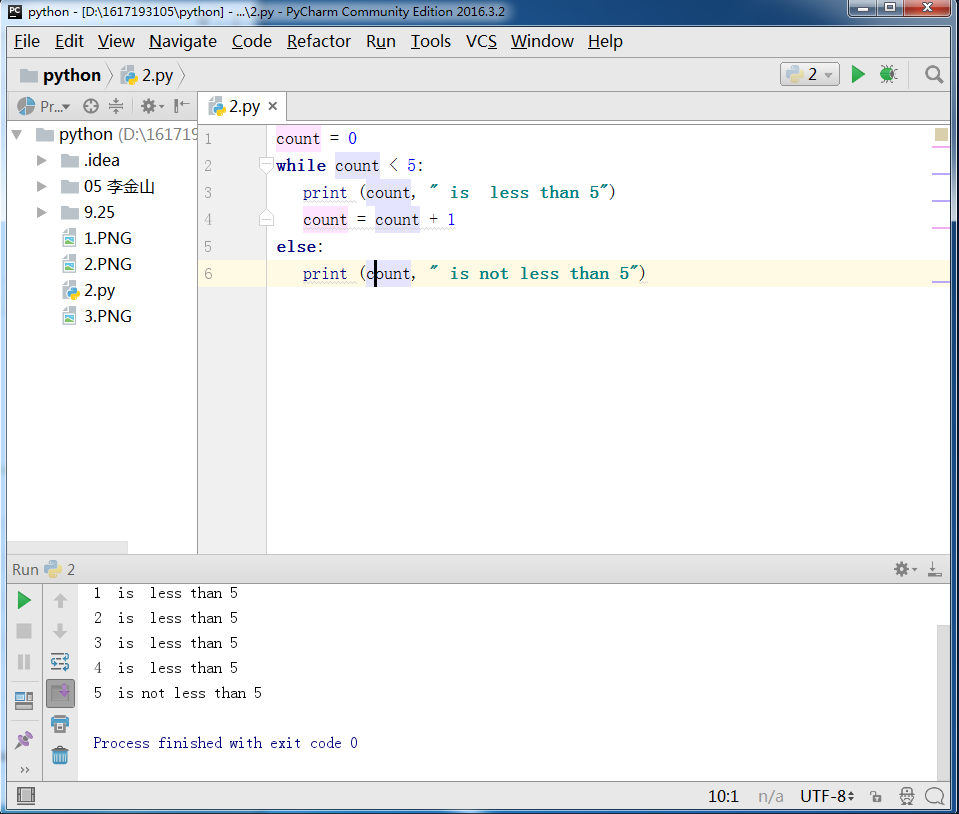 PC python - [D:\1617193105\python] - ...\2.py - PyCharm Community Edition 2016.3.2
File Edit View Navigate Code Refactor Run Tools VCS Window Help
python 2.py 2
Pr... 2.py
python (D:\161719
.idea
05 李金山
9.25
1.PNG
2.PNG
2.py
3.PNG
1 count = 0
2 while count < 5:
3 print (count, " is  less than 5")
4 count = count + 1
5 else:
6 print (count, " is not less than 5")
Run 2
1  is  less than 5
2  is  less than 5
3  is  less than 5
4  is  less than 5
5  is not less than 5
Process finished with exit code 0
10:1 n/a UTF-8